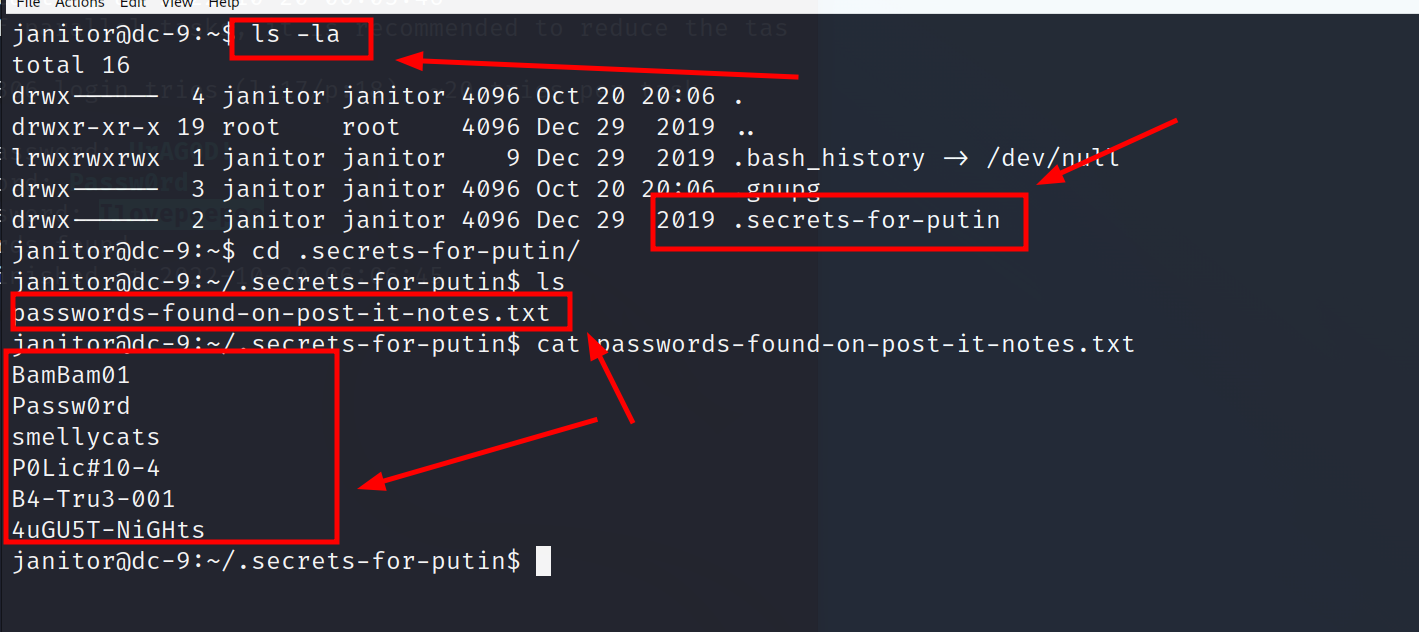 File Actions Edit View Help
janitor@dc-9:~$ ls -la
total 16
drwx------ 4 janitor janitor 4096 Oct 20 20:06 .
drwxr-xr-x 19 root root 4096 Dec 29 2019 ..
lrwxrwxrwx 1 janitor janitor 9 Dec 29 2019 .bash_history -> /dev/null
drwx------ 3 janitor janitor 4096 Oct 20 20:06 .gnupg
drwx------ 2 janitor janitor 4096 Dec 29 2019 .secrets-for-putin
janitor@dc-9:~$ cd .secrets-for-putin/
janitor@dc-9:~/.secrets-for-putin$ ls
passwords-found-on-post-it-notes.txt
janitor@dc-9:~/.secrets-for-putin$ cat passwords-found-on-post-it-notes.txt
BamBam01
Passw0rd
smellycats
P0Lic#10-4
B4-Tru3-001
4uGU5T-NiGHts
janitor@dc-9:~/.secrets-for-putin$